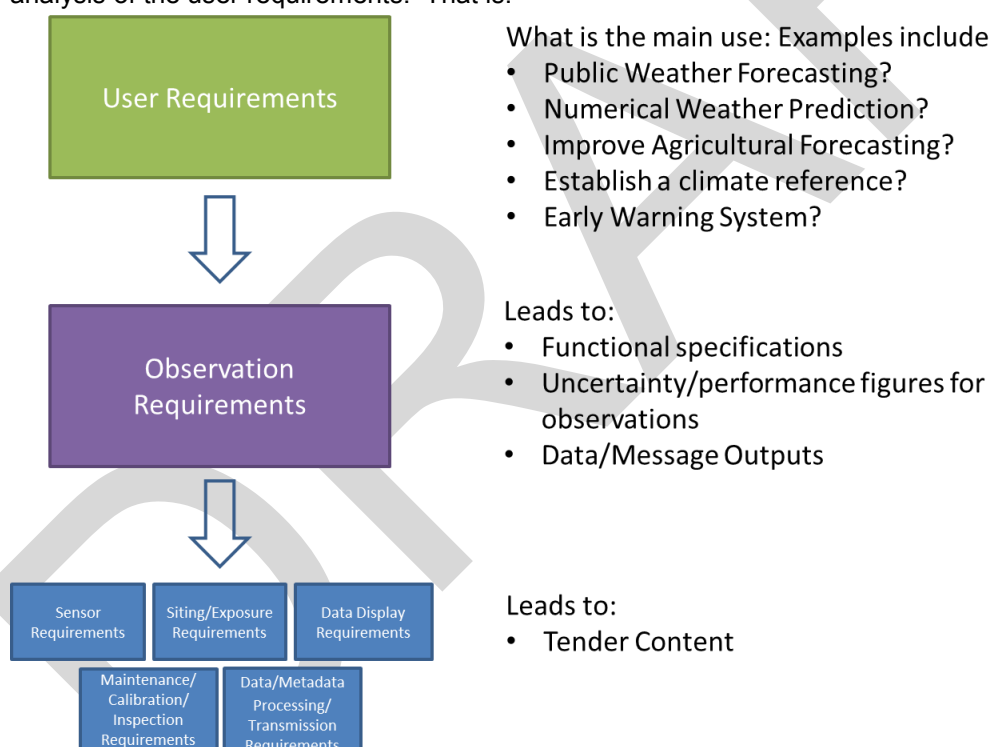 analysis of the user requirements. That is:
User Requirements
What is the main use: Examples include
• Public Weather Forecasting?
• Numerical Weather Prediction?
• Improve Agricultural Forecasting?
• Establish a climate reference?
• Early Warning System?
Observation
Requirements
Leads to:
• Functional specifications
• Uncertainty/performance figures for
observations
• Data/Message Outputs
Sensor
Requirements
Siting/Exposure
Requirements
Data Display
Requirements
Maintenance/
Calibration/
Inspection
Requirements
Data/Metadata
Processing/
Transmission
Requirements
Leads to:
• Tender Content
DRAF